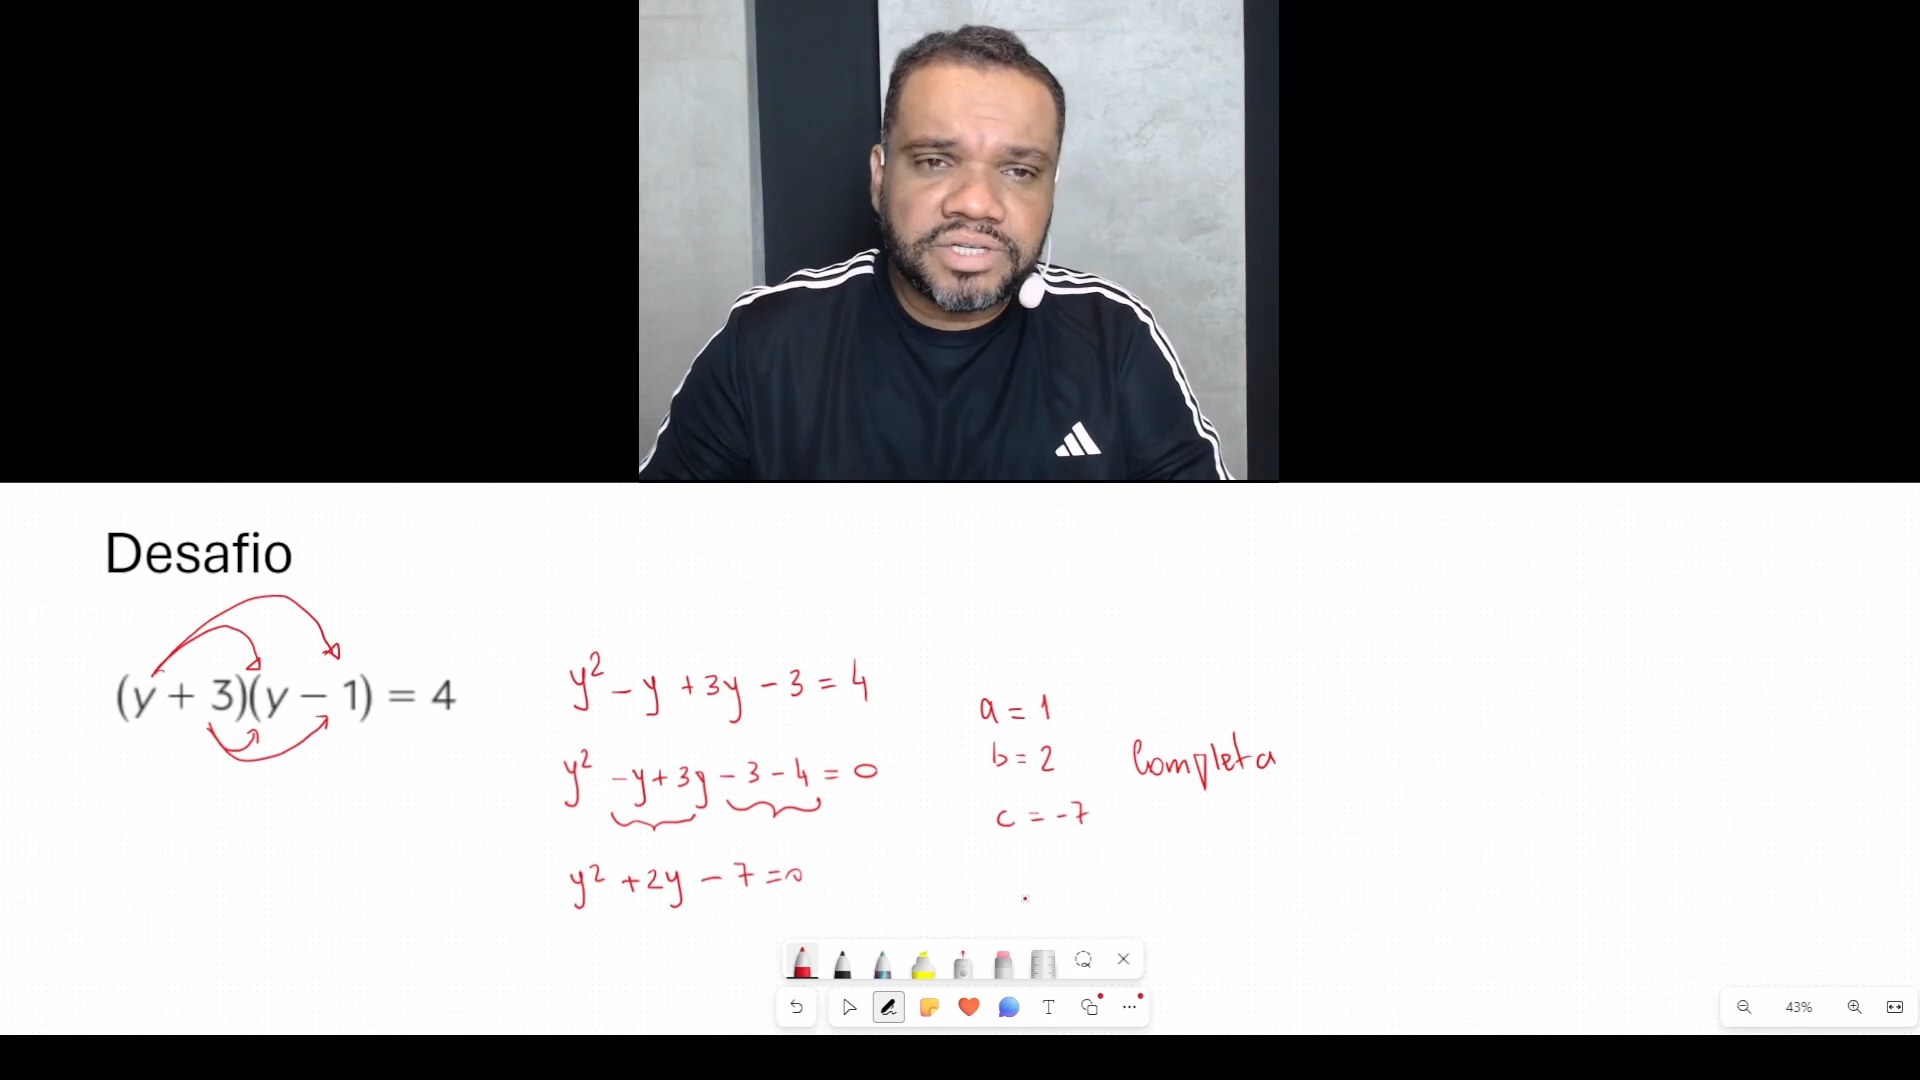 Desafio
(y + 3)(y − 1) = 4
y² − y + 3y − 3 = 4
y² − y + 3y − 3 − 4 = 0
y² + 2y − 7 = 0
a = 1
b = 2
c = -7
Completa
43%